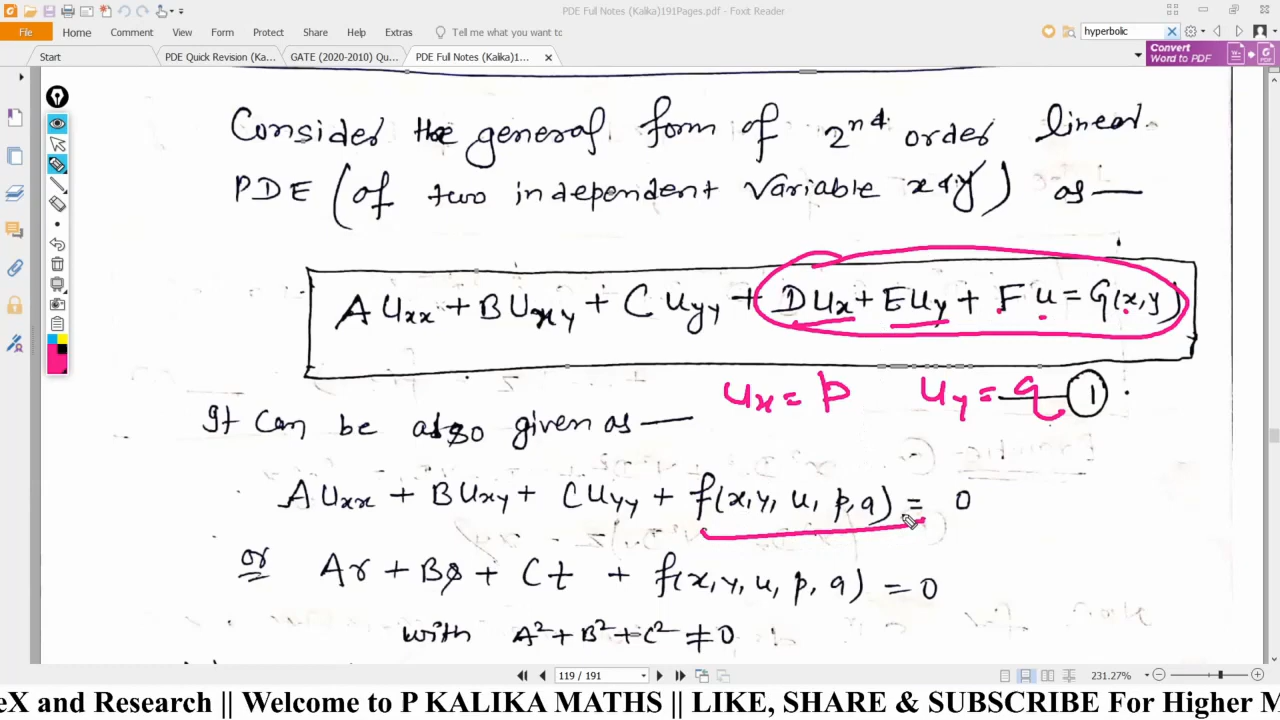 PDE Full Notes (Kalika)191Pages.pdf - Foxit Reader
File Home Comment View Form Protect Share Help Extras Tell me what you want tc hyperbolic
Start PDE Quick Revision (Ka... GATE (2020-2010) Qu... PDE Full Notes (Kalika)1...
Convert
Word to PDF
Consider the general form of 2nd order linear
PDE (of two independent variable x & y) as —
A Uxx + B Uxy + C Uyy + D Ux + E Uy + F u = G(x, y)
ux = p uy = q — 1
It can be also given as —
A Uxx + B Uxy + C Uyy + f(x, y, u, p, q) = 0
or Ar + Bs + Ct + f(x, y, u, p, q) = 0
with A² + B² + C² ≠ 0
119 / 191 231.27%
eX and Research || Welcome to P KALIKA MATHS || LIKE, SHARE & SUBSCRIBE For Higher M